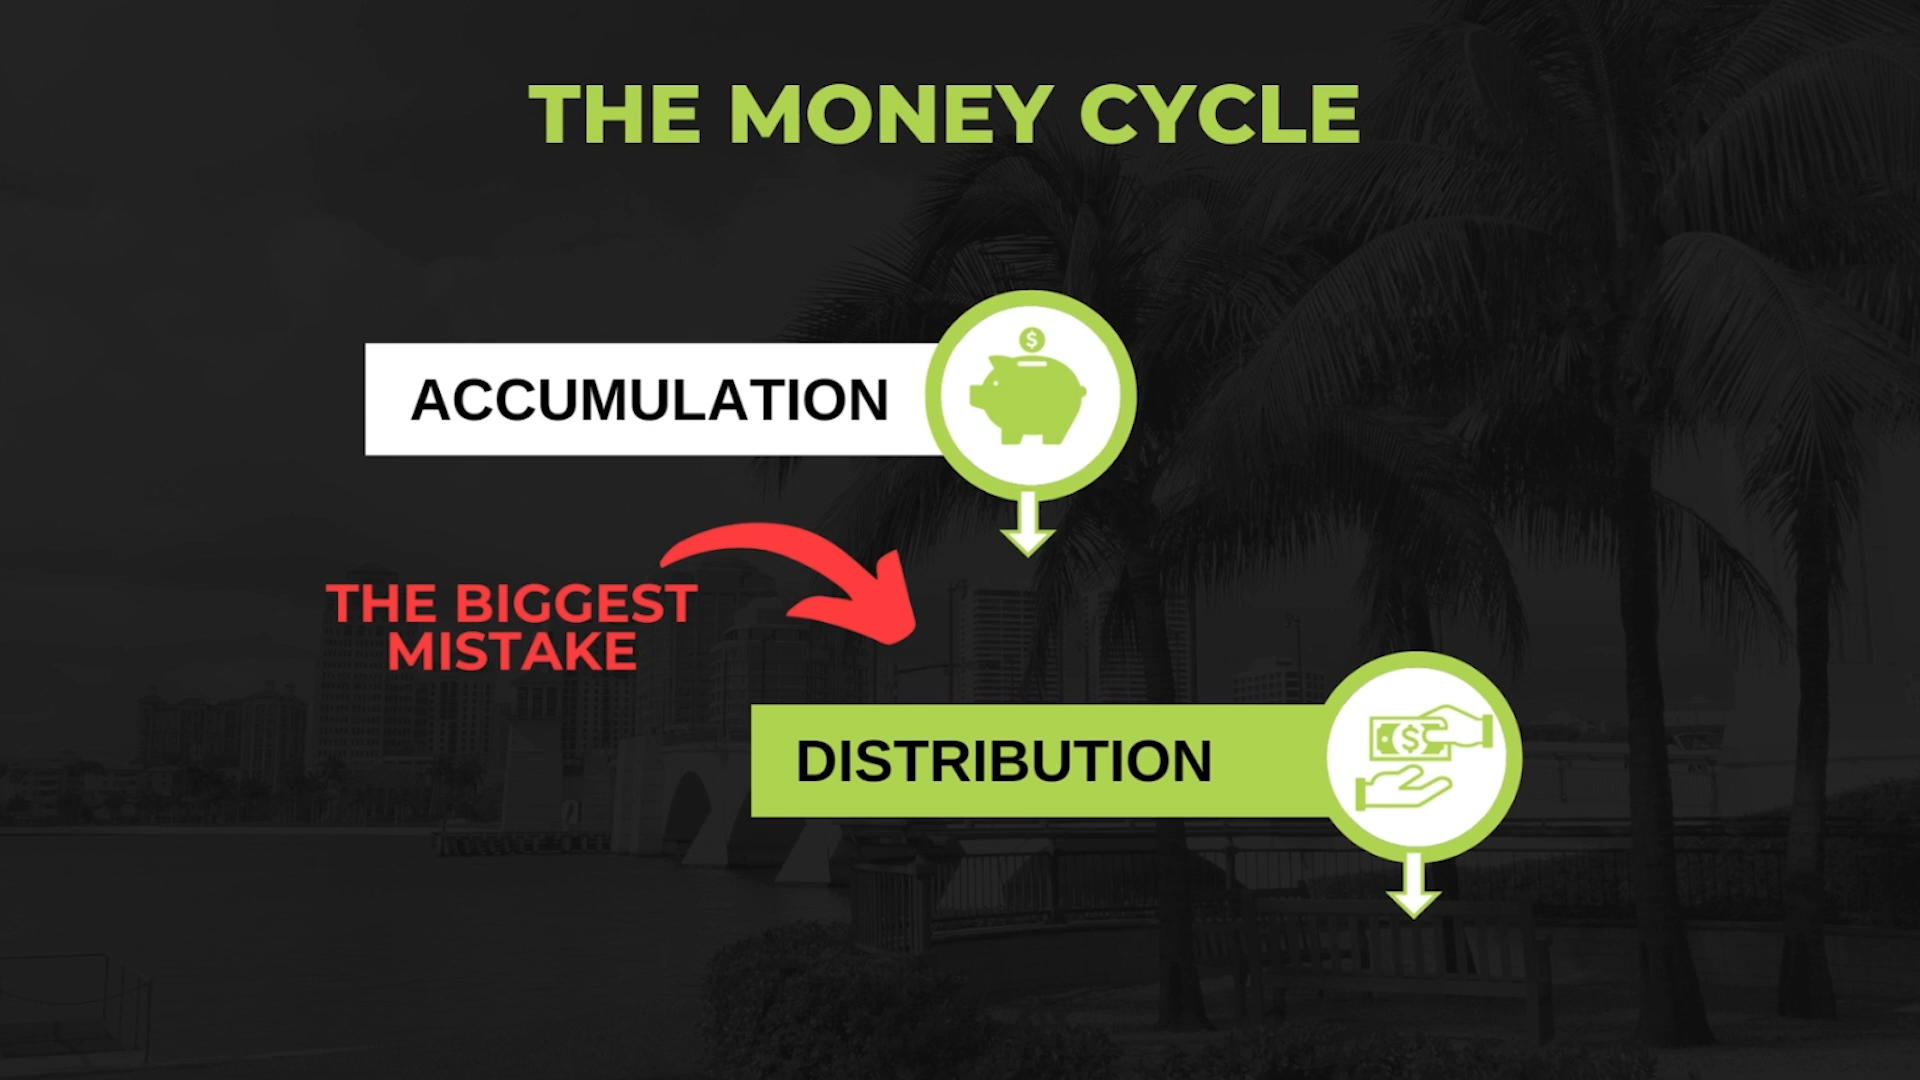 THE MONEY CYCLE
$
ACCUMULATION
THE BIGGEST
MISTAKE
DISTRIBUTION
$